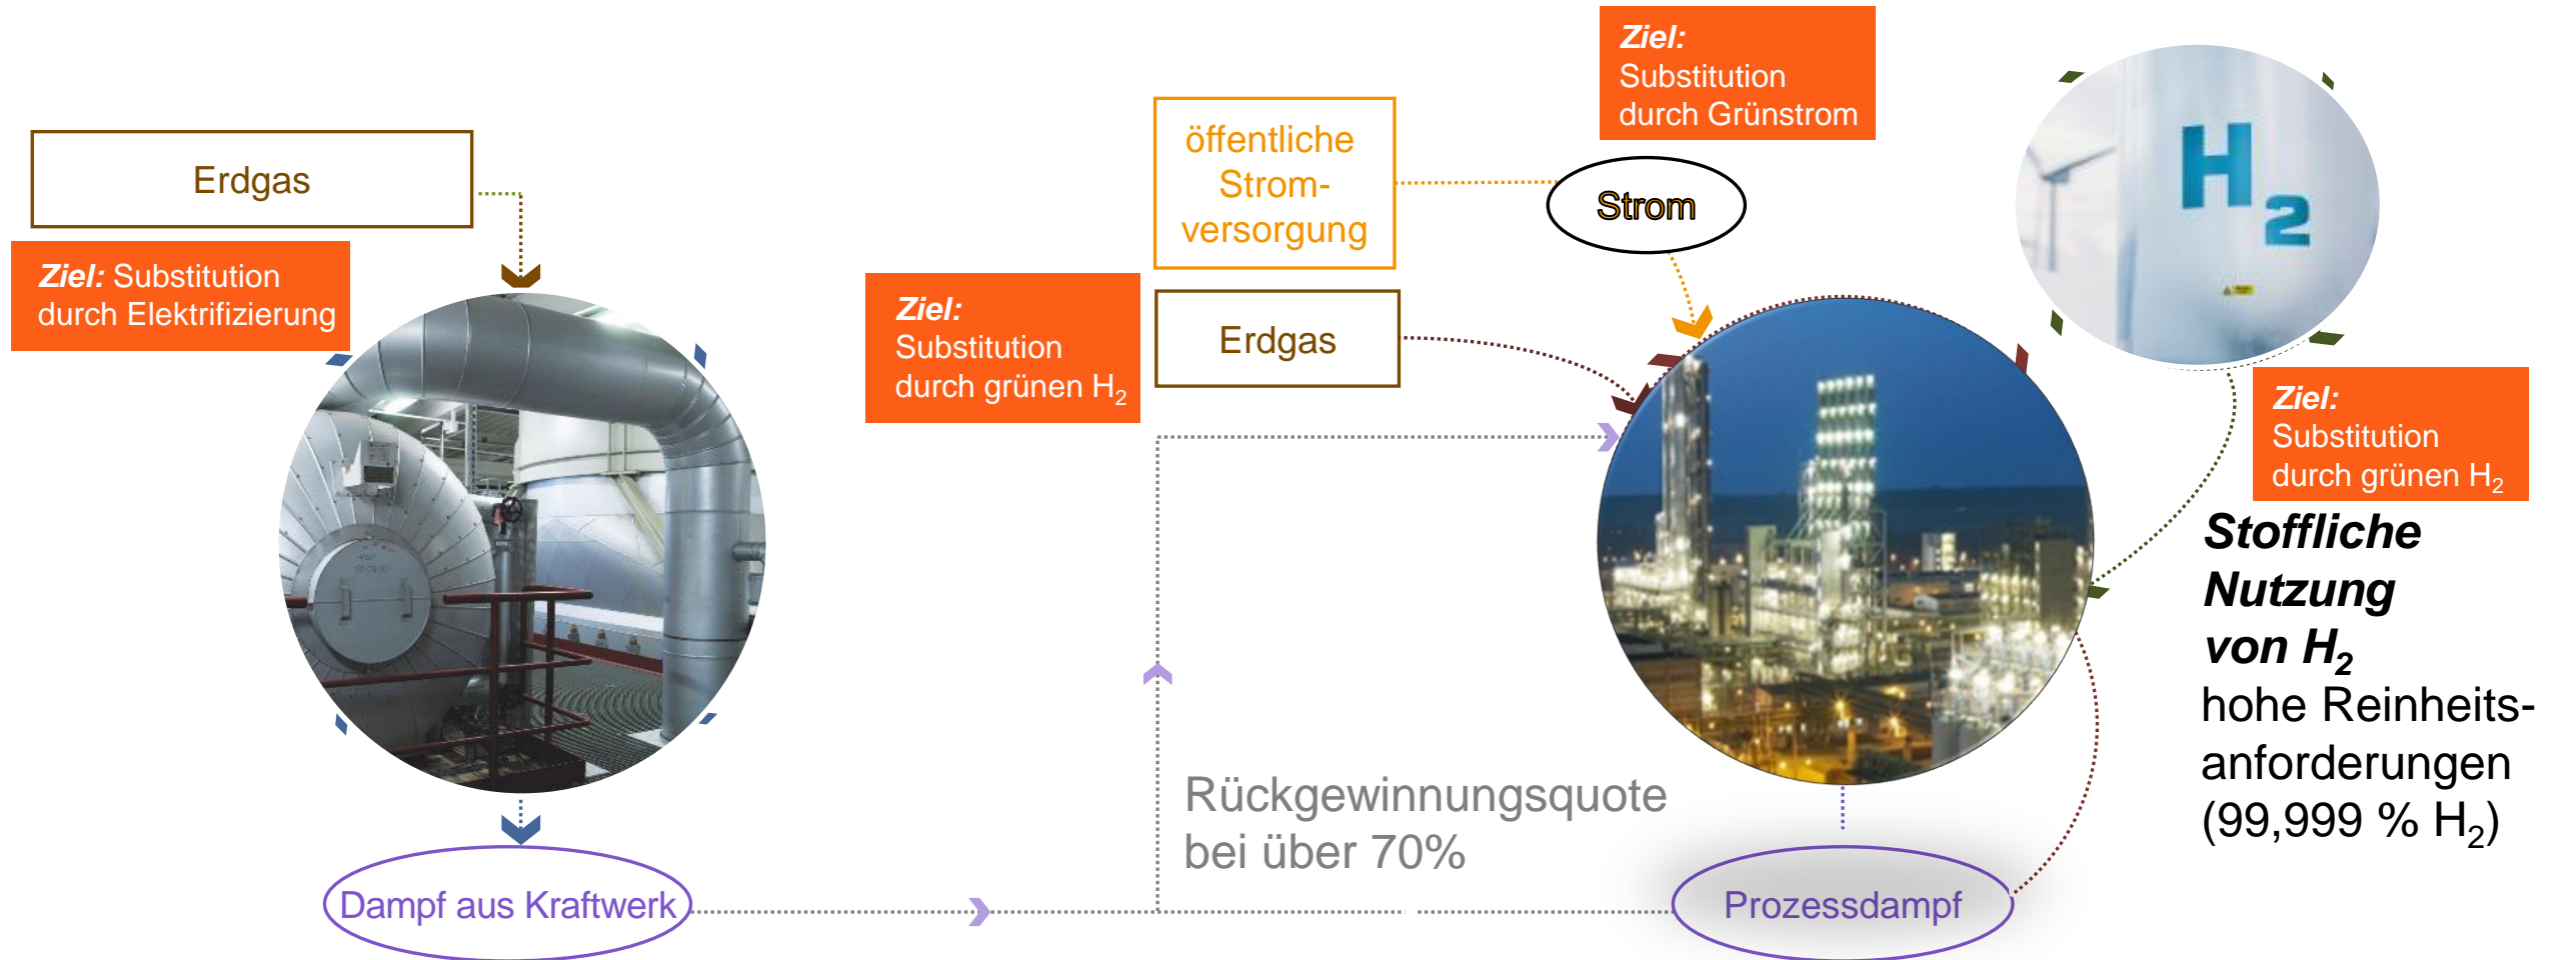 Erdgas
Ziel: Substitution
durch Elektrifizierung
Dampf aus Kraftwerk
öffentliche
Strom-
versorgung
Ziel:
Substitution
durch Grünstrom
Strom
Ziel:
Substitution
durch grünen H₂
Erdgas
H₂
Ziel:
Substitution
durch grünen H₂
Stoffliche
Nutzung
von H₂
hohe Reinheits-
anforderungen
(99,999 % H₂)
Rückgewinnungsquote
bei über 70%
Prozessdampf